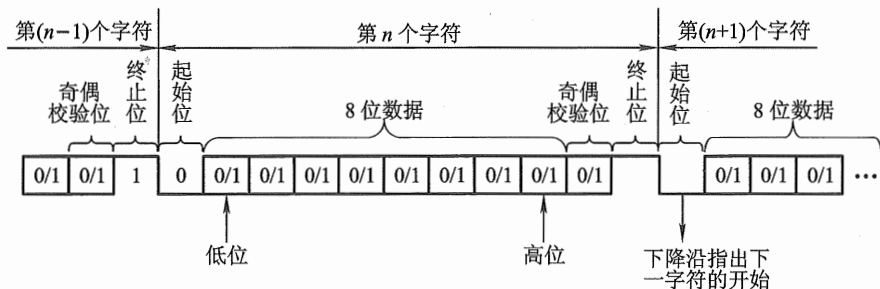 第(n−1)个字符
第 n 个字符
第(n+1)个字符
奇偶
校验位
终止位
起始位
8 位数据
奇偶
校验位
终止位
起始位
8 位数据
0/1 0/1 1 0 0/1 0/1 0/1 0/1 0/1 0/1 0/1 0/1 0/1 0/1 0/1 0/1 ···
低位
高位
下降沿指出下
一字符的开始